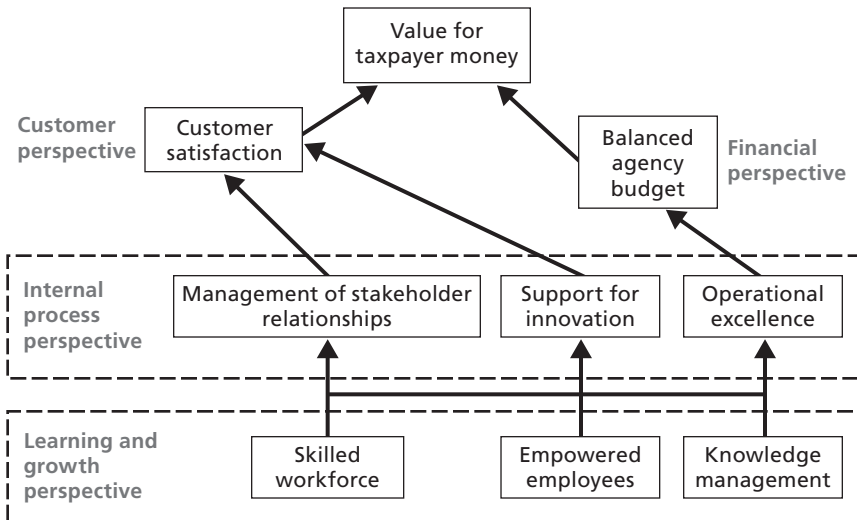 Value for
taxpayer money
Customer
perspective
Customer
satisfaction
Balanced
agency
budget
Financial
perspective
Internal
process
perspective
Management of stakeholder
relationships
Support for
innovation
Operational
excellence
Learning and
growth
perspective
Skilled
workforce
Empowered
employees
Knowledge
management